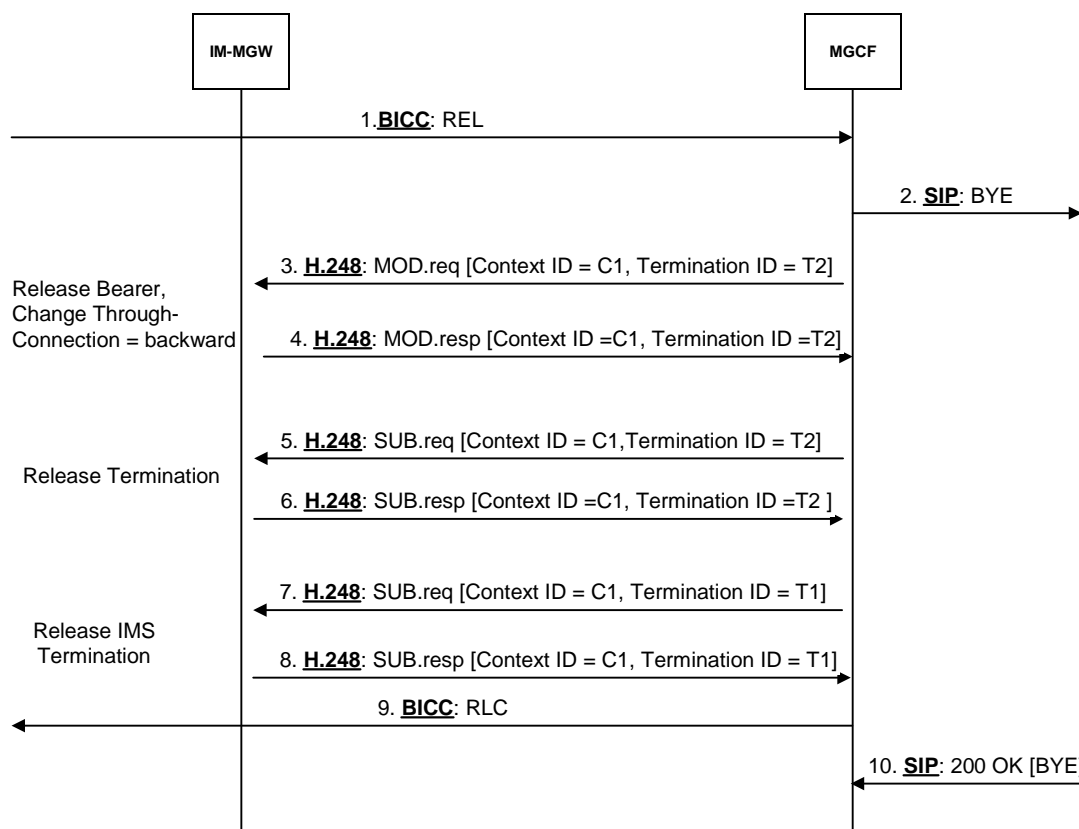 IM-MGW
MGCF
1.BICC: REL
2. SIP: BYE
3. H.248: MOD.req [Context ID = C1, Termination ID = T2]
Release Bearer,
Change Through-
Connection = backward
4. H.248: MOD.resp [Context ID =C1, Termination ID =T2]
5. H.248: SUB.req [Context ID = C1,Termination ID = T2]
Release Termination
6. H.248: SUB.resp [Context ID =C1, Termination ID =T2 ]
7. H.248: SUB.req [Context ID = C1, Termination ID = T1]
Release IMS
Termination
8. H.248: SUB.resp [Context ID = C1, Termination ID = T1]
9. BICC: RLC
10. SIP: 200 OK [BYE